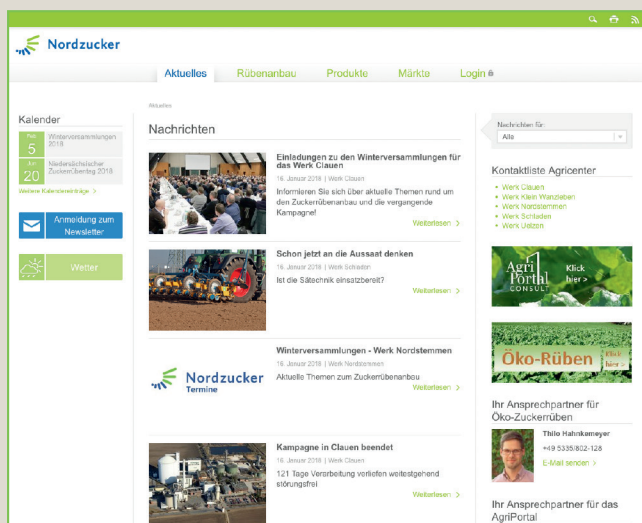 Nordzucker
Aktuelles Rübenanbau Produkte Märkte Login
Aktuelles
Kalender
Feb
5
Winterversammlungen
2018
20
Niedersächsischer
Zuckerrübentag 2018
Weitere Kalendereinträge >
Anmeldung zum
Newsletter
Wetter
Nachrichten
Einladungen zu den Winterversammlungen für
das Werk Clauen
16. Januar 2018 | Werk Clauen
Informieren Sie sich über aktuelle Themen rund um
den Zuckerrübenanbau und die vergangende
Kampagne!
Weiterlesen >
Schon jetzt an die Aussaat denken
16. Januar 2018 | Werk Schladen
Ist die Sätechnik einsatzbereit?
Weiterlesen >
Nordzucker
Termine
Winterversammlungen - Werk Nordstemmen
16. Januar 2018 | Werk Nordstemmen
Aktuelle Themen zum Zuckerrübenanbau
Weiterlesen >
Kampagne in Clauen beendet
16. Januar 2018 | Werk Clauen
121 Tage Verarbeitung verliefen weitestgehend
störungsfrei
Weiterlesen >
Nachrichten für:
Alle
Kontaktliste Agricenter
Werk Clauen
Werk Klein Wanzleben
Werk Nordstemmen
Werk Schladen
Werk Uelzen
Agri
Portal
CONSULT
Klick
hier >
Öko-Rüben
Klick
hier >
Ihr Ansprechpartner für
Öko-Zuckerrüben
Thilo Hahnkemeyer
+49 5335/802-128
E-Mail senden >
Ihr Ansprechpartner für das
AgriPortal